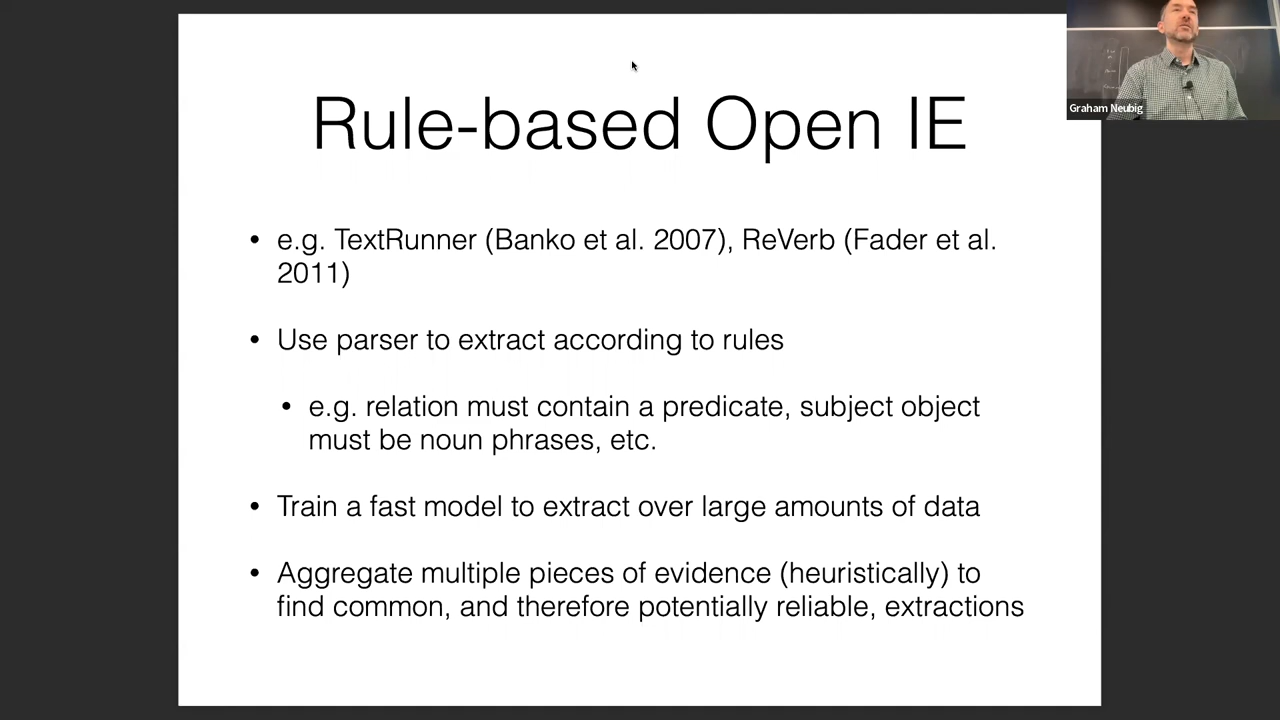 Rule-based Open IE
• e.g. TextRunner (Banko et al. 2007), ReVerb (Fader et al.
2011)
• Use parser to extract according to rules
• e.g. relation must contain a predicate, subject object
must be noun phrases, etc.
• Train a fast model to extract over large amounts of data
• Aggregate multiple pieces of evidence (heuristically) to
find common, and therefore potentially reliable, extractions
Graham Neubig